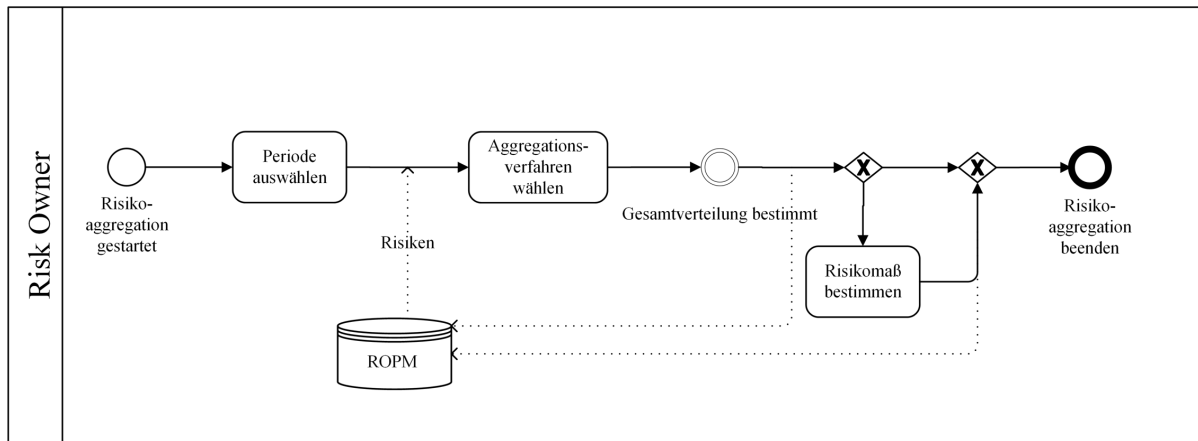 Risk Owner
Risiko-
aggregation
gestartet
Periode
auswählen
Risiken
ROPM
Aggregations-
verfahren
wählen
Gesamtverteilung bestimmt
X
X
Risikomaß
bestimmen
Risiko-
aggregation
beenden